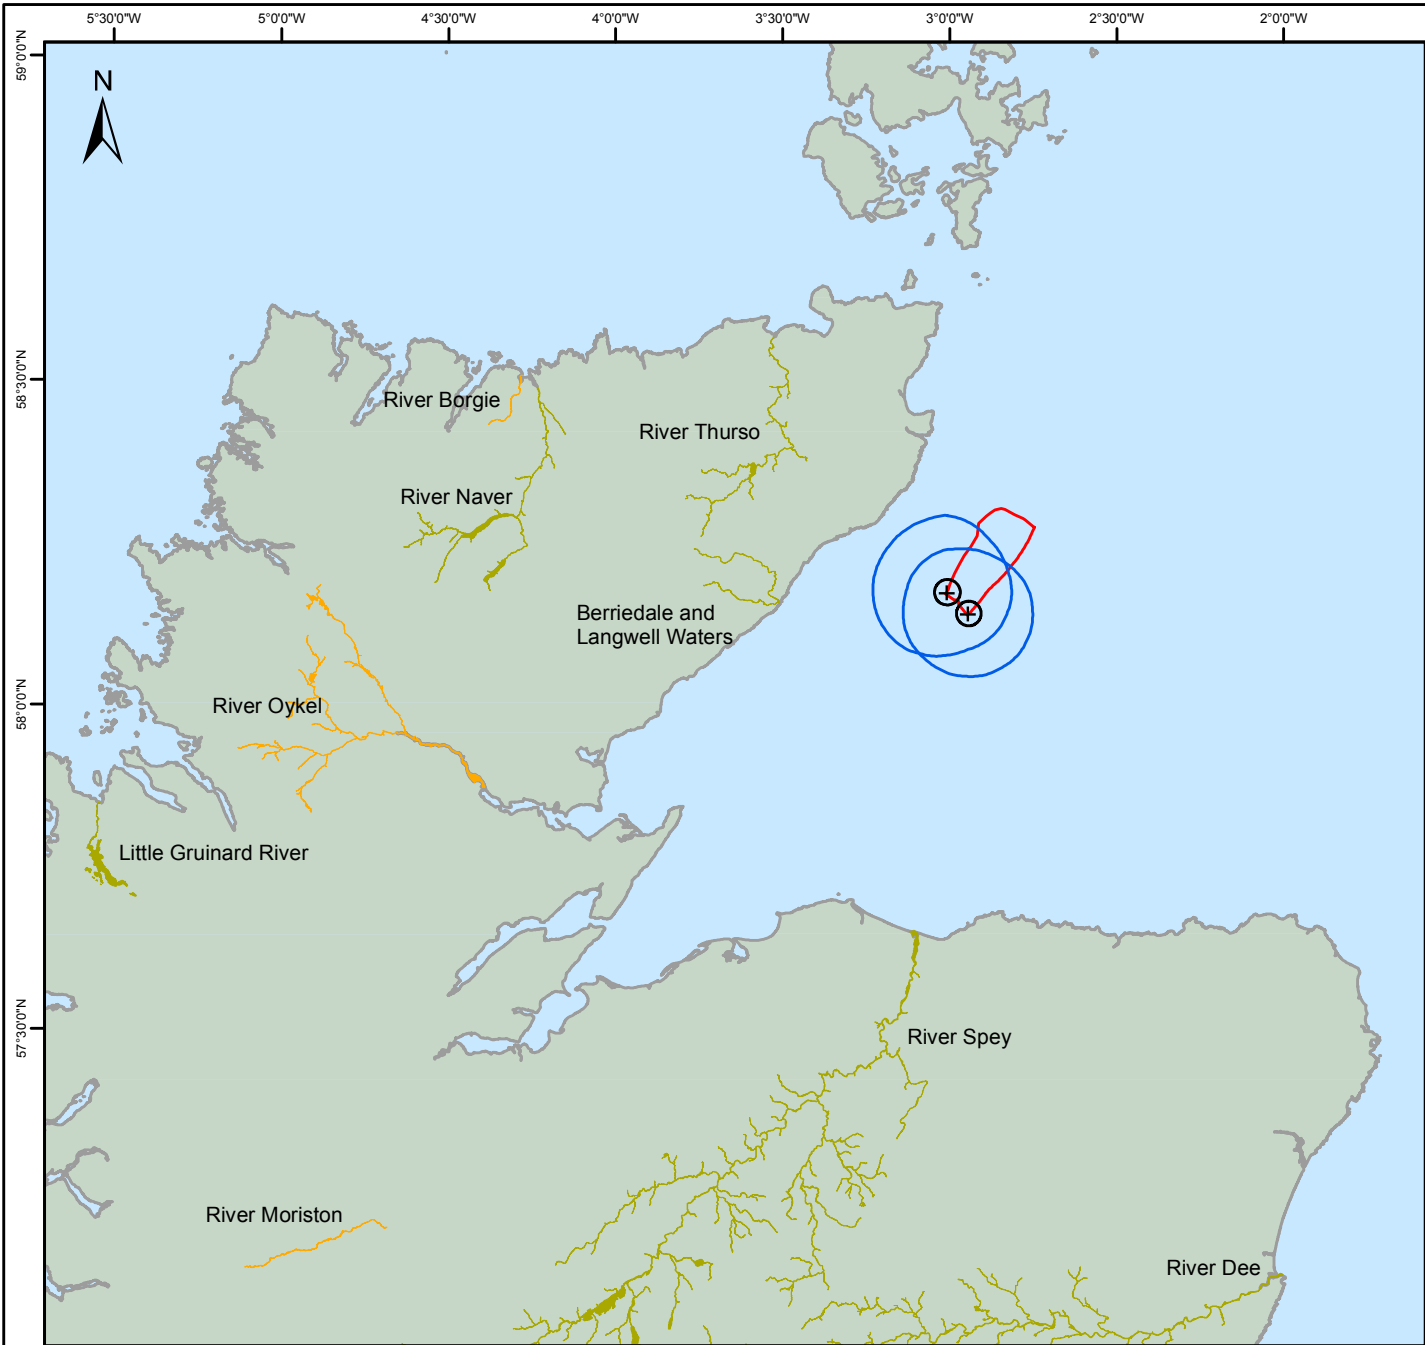 5°30'0"W 5°0'0"W 4°30'0"W 4°0'0"W 3°30'0"W 3°0'0"W 2°30'0"W 2°0'0"W
59°0'0"N
N
58°30'0"N
River Borgie
River Thurso
River Naver
Berriedale and
Langwell Waters
58°0'0"N
River Oykel
Little Gruinard River
57°30'0"N
River Spey
River Moriston
River Dee